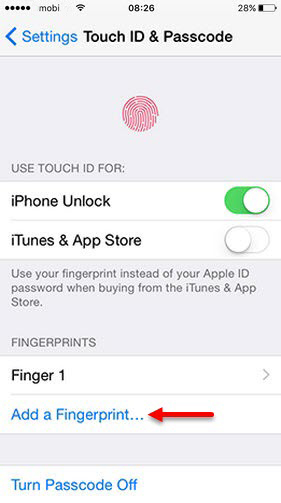 mobi 08:26 28%
Settings Touch ID & Passcode
USE TOUCH ID FOR:
iPhone Unlock
iTunes & App Store
Use your fingerprint instead of your Apple ID
password when buying from the iTunes & App
Store.
FINGERPRINTS
Finger 1
Add a Fingerprint...
Turn Passcode Off